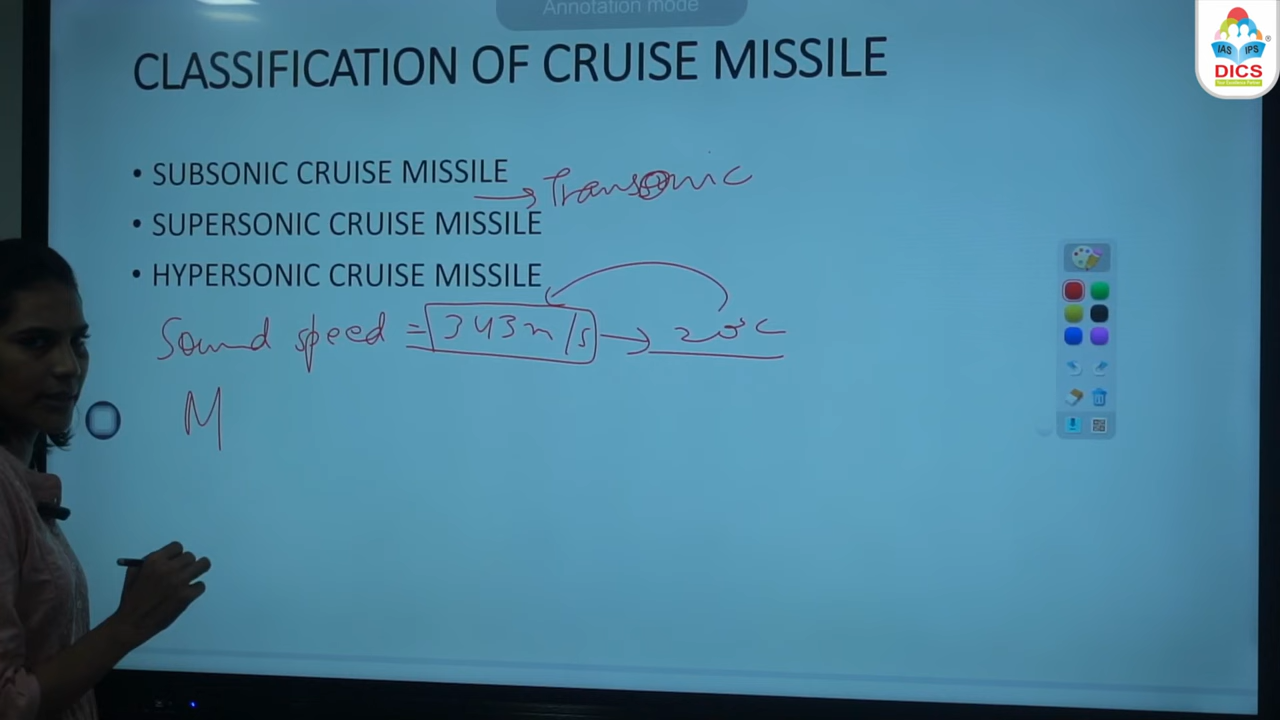 Annotation mode
IAS IPS
DICS
CLASSIFICATION OF CRUISE MISSILE
• SUBSONIC CRUISE MISSILE
→ Transonic
• SUPERSONIC CRUISE MISSILE
• HYPERSONIC CRUISE MISSILE
Sound speed = 343m/s → 20°C
M